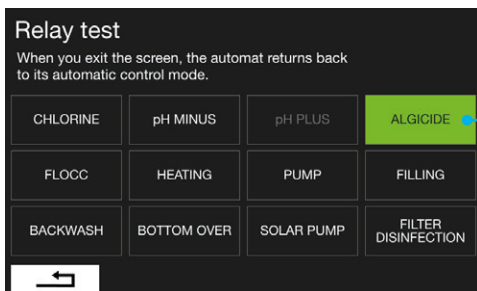 Relay test
When you exit the screen, the automat returns back
to its automatic control mode.
CHLORINE
pH MINUS
pH PLUS
ALGICIDE
FLOCC
HEATING
PUMP
FILLING
BACKWASH
BOTTOM OVER
SOLAR PUMP
FILTER
DISINFECTION